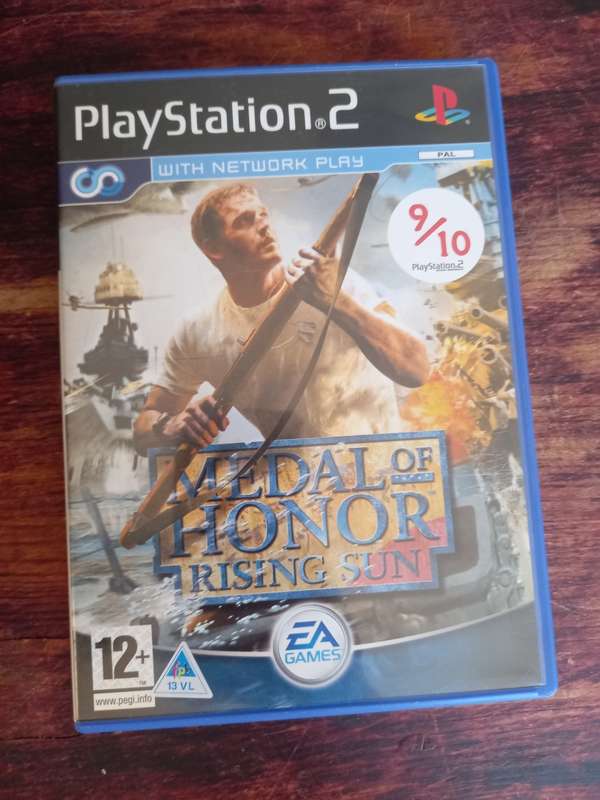 PlayStation®2
PAL
WITH NETWORK PLAY
9/10
PlayStation.2
MEDAL OF
HONOR
RISING SUN
12+
www.pegi.info
13 VL
EA
GAMES